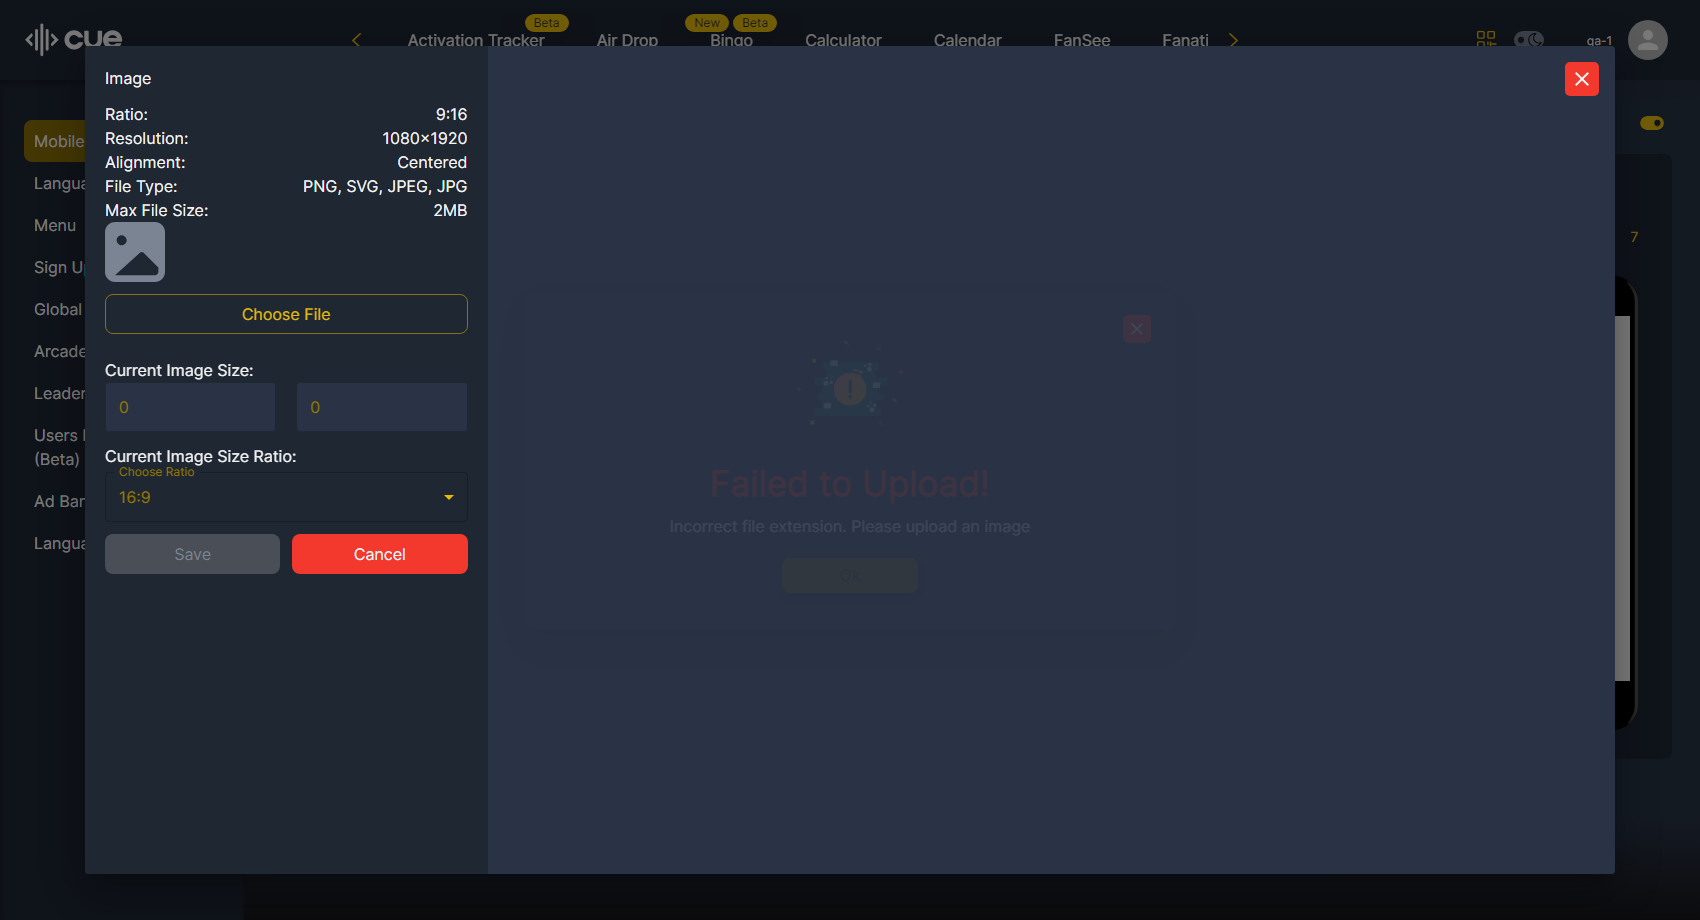 cue
Beta
New
Beta
Activation Tracker
Air Drop
Bingo
Calculator
Calendar
FanSee
Fanati
qa-1
Mobile
Langua
Menu
Sign Up
Global
Arcade
Leader
Users
(Beta)
Ad Ban
Langua
7
Image
Ratio: 9:16
Resolution: 1080×1920
Alignment: Centered
File Type: PNG, SVG, JPEG, JPG
Max File Size: 2MB
Choose File
Current Image Size:
0 0
Current Image Size Ratio:
Choose Ratio
16:9
Save Cancel
Failed to Upload!
Incorrect file extension. Please upload an image
Ok